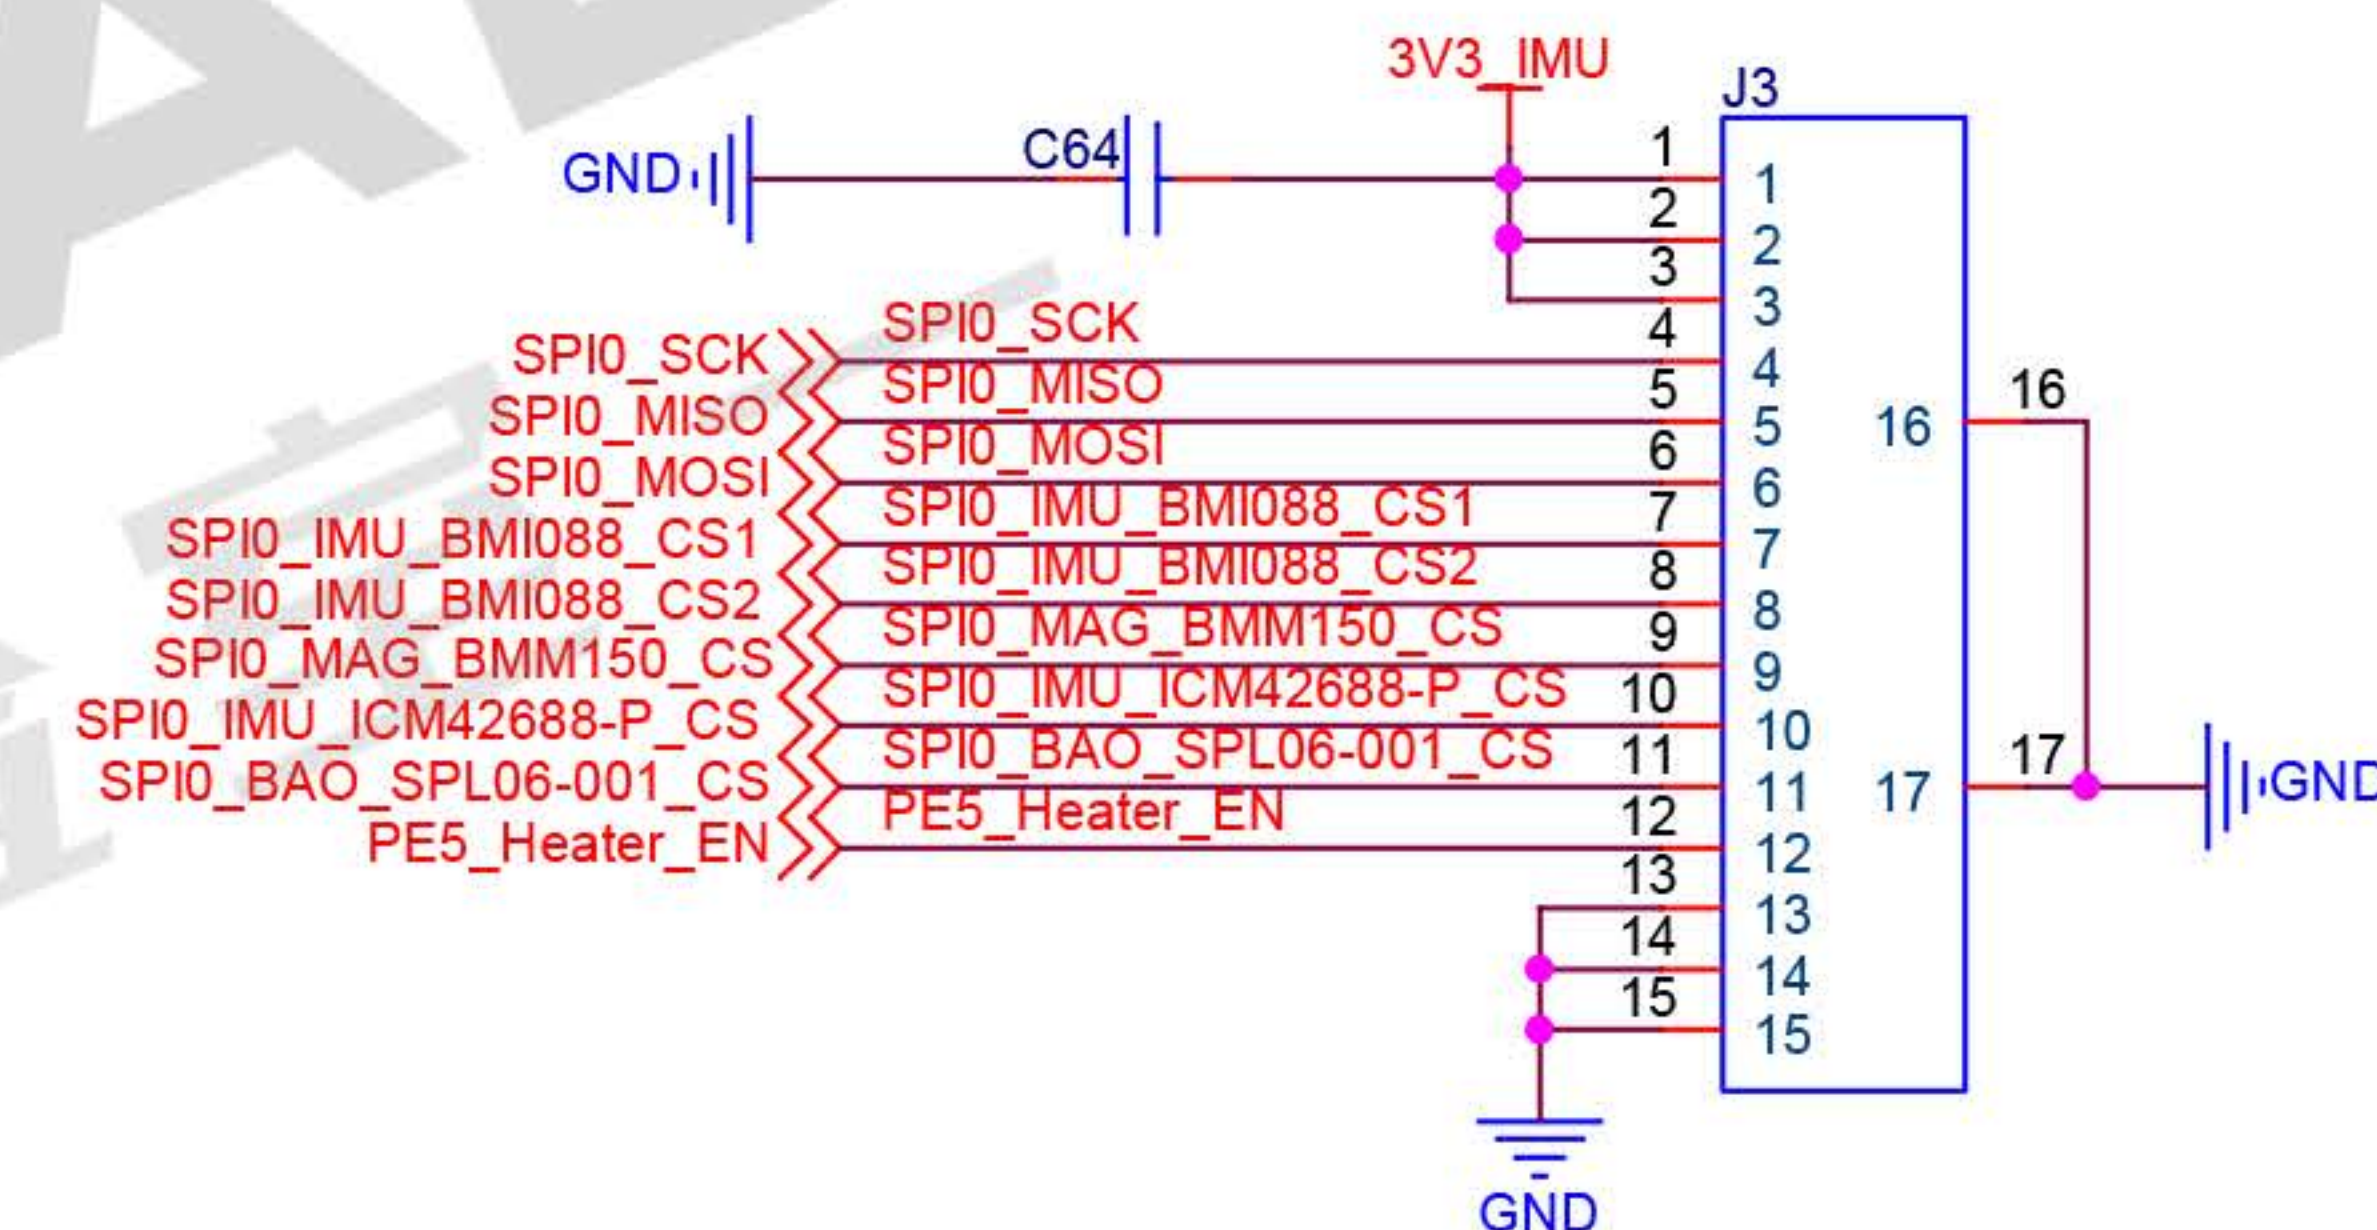 3V3_IMU
J3
GND
C64
1 1
2 2
3 3
SPI0_SCK SPI0_SCK 4 4
SPI0_MISO SPI0_MISO 5 5
SPI0_MOSI SPI0_MOSI 6 6
SPI0_IMU_BMI088_CS1 SPI0_IMU_BMI088_CS1 7 7
SPI0_IMU_BMI088_CS2 SPI0_IMU_BMI088_CS2 8 8
SPI0_MAG_BMM150_CS SPI0_MAG_BMM150_CS 9 9
SPI0_IMU_ICM42688-P_CS SPI0_IMU_ICM42688-P_CS 10 10
SPI0_BAO_SPL06-001_CS SPI0_BAO_SPL06-001_CS 11 11
PE5_Heater_EN PE5_Heater_EN 12 12
13 13
14 14
15 15
16 16
17 17
GND
GND